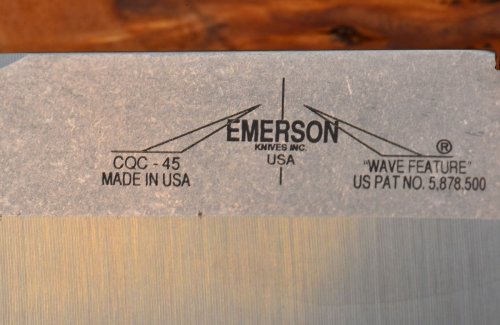 EMERSON
KNIVES INC.
USA
®
CQC - 45
MADE IN USA
"WAVE FEATURE"
US PAT NO. 5,878,500